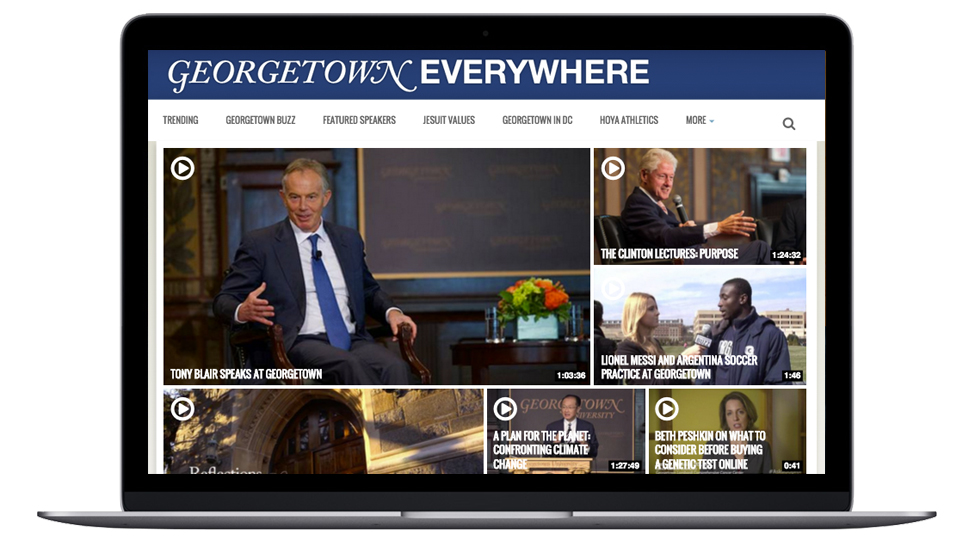 GEORGETOWN EVERYWHERE
TRENDING GEORGETOWN BUZZ FEATURED SPEAKERS JESUIT VALUES GEORGETOWN IN DC HOYA ATHLETICS MORE
TONY BLAIR SPEAKS AT GEORGETOWN 1:03:36
THE CLINTON LECTURES: PURPOSE 1:24:32
LIONEL MESSI AND ARGENTINA SOCCER
PRACTICE AT GEORGETOWN 1:46
Reflections
GEORGETOWN
UNIVERSITY
A PLAN FOR THE PLANET:
CONFRONTING CLIMATE
CHANGE 1:27:49
BETH PESHKIN ON WHAT TO
CONSIDER BEFORE BUYING
A GENETIC TEST ONLINE 0:41